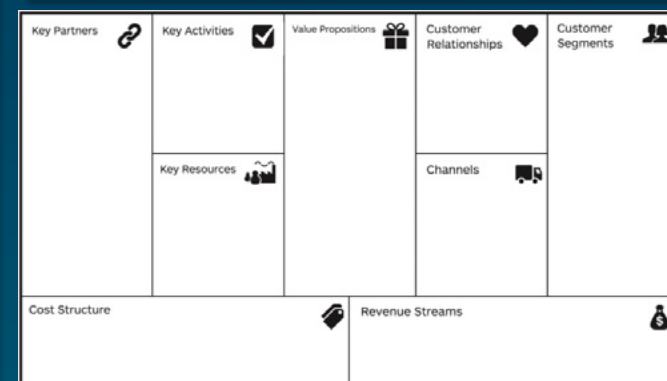 Key Partners
Key Activities
Value Propositions
Customer
Relationships
Customer
Segments
Key Resources
Channels
Cost Structure
Revenue Streams
$